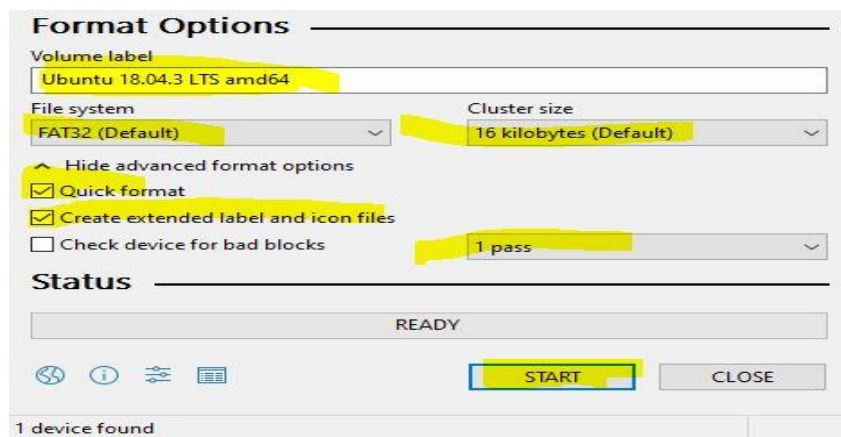 Format Options
Volume label
Ubuntu 18.04.3 LTS amd64
File system Cluster size
FAT32 (Default) 16 kilobytes (Default)
Hide advanced format options
Quick format
Create extended label and icon files
Check device for bad blocks 1 pass
Status
READY
START CLOSE
1 device found